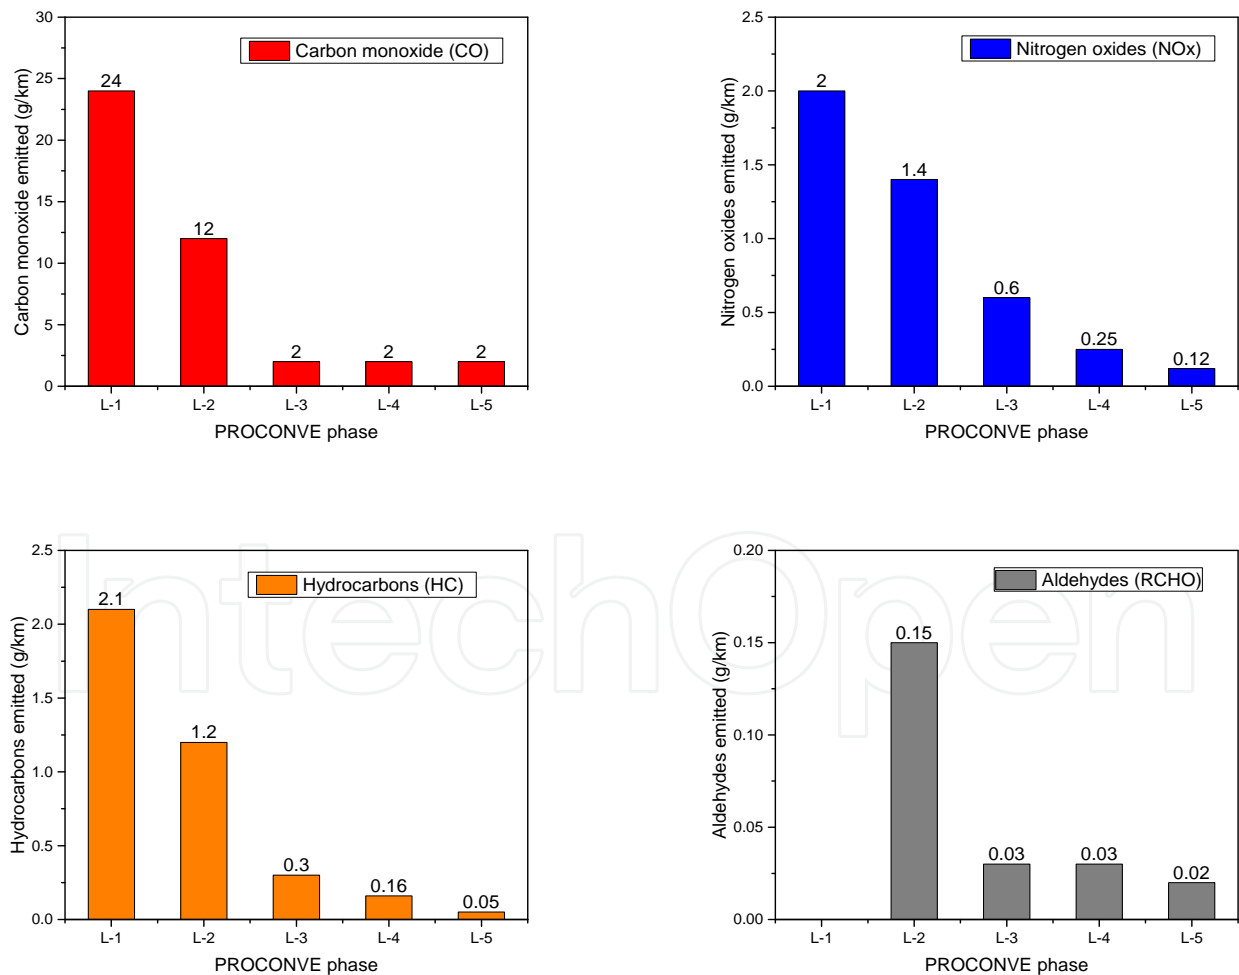 Carbon monoxide (CO)
Carbon monoxide emitted (g/km)
30
25
20
15
10
5
0
24
12
2
2
2
L-1 L-2 L-3 L-4 L-5
PROCONVE phase
Nitrogen oxides (NOx)
Nitrogen oxides emitted (g/km)
2.5
2.0
1.5
1.0
0.5
0.0
2
1.4
0.6
0.25
0.12
L-1 L-2 L-3 L-4 L-5
PROCONVE phase
Hydrocarbons (HC)
Hydrocarbons emitted (g/km)
2.5
2.0
1.5
1.0
0.5
0.0
2.1
1.2
0.3
0.16
0.05
L-1 L-2 L-3 L-4 L-5
PROCONVE phase
Aldehydes (RCHO)
Aldehydes emitted (g/km)
0.20
0.15
0.10
0.05
0.00
0.15
0.03
0.03
0.02
L-1 L-2 L-3 L-4 L-5
PROCONVE phase
IntechOpen